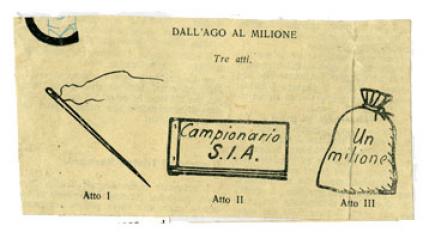 DALL'AGO AL MILIONE
Tre atti.
Campionario
S.I.A.
Un
milione
Atto I
Atto II
Atto III